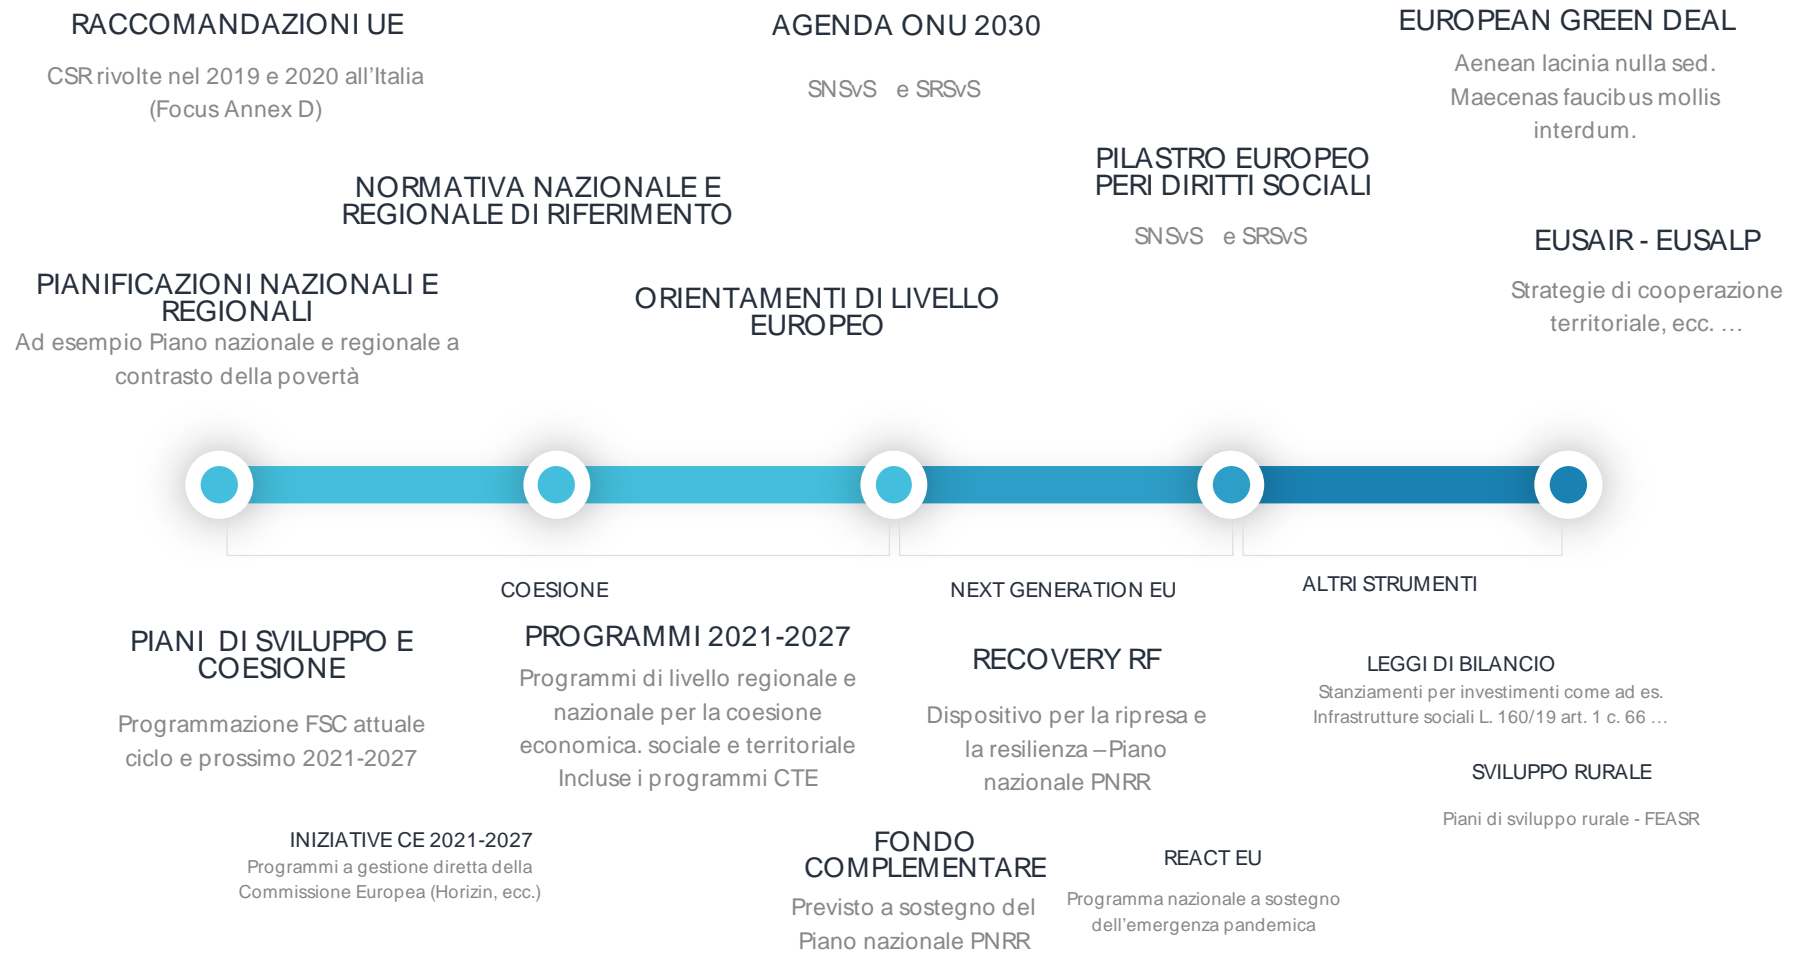 RACCOMANDAZIONI UE
CSR rivolte nel 2019 e 2020 all'Italia
(Focus Annex D)
AGENDA ONU 2030
SNSvS e SRSvS
EUROPEAN GREEN DEAL
Aenean lacinia nulla sed.
Maecenas faucibus mollis
interdum.
NORMATIVA NAZIONALE E
REGIONALE DI RIFERIMENTO
PILASTRO EUROPEO
PERI DIRITTI SOCIALI
SNSvS e SRSvS
EUSAIR - EUSALP
Strategie di cooperazione
territoriale, ecc. …
PIANIFICAZIONI NAZIONALI E
REGIONALI
Ad esempio Piano nazionale e regionale a
contrasto della povertà
ORIENTAMENTI DI LIVELLO
EUROPEO
COESIONE
NEXT GENERATION EU
ALTRI STRUMENTI
PIANI DI SVILUPPO E
COESIONE
Programmazione FSC attuale
ciclo e prossimo 2021-2027
PROGRAMMI 2021-2027
Programmi di livello regionale e
nazionale per la coesione
economica. sociale e territoriale
Incluse i programmi CTE
RECOVERY RF
Dispositivo per la ripresa e
la resilienza –Piano
nazionale PNRR
LEGGI DI BILANCIO
Stanziamenti per investimenti come ad es.
Infrastrutture sociali L. 160/19 art. 1 c. 66 …
SVILUPPO RURALE
Piani di sviluppo rurale - FEASR
INIZIATIVE CE 2021-2027
Programmi a gestione diretta della
Commissione Europea (Horizin, ecc.)
FONDO
COMPLEMENTARE
Previsto a sostegno del
Piano nazionale PNRR
REACT EU
Programma nazionale a sostegno
dell'emergenza pandemica